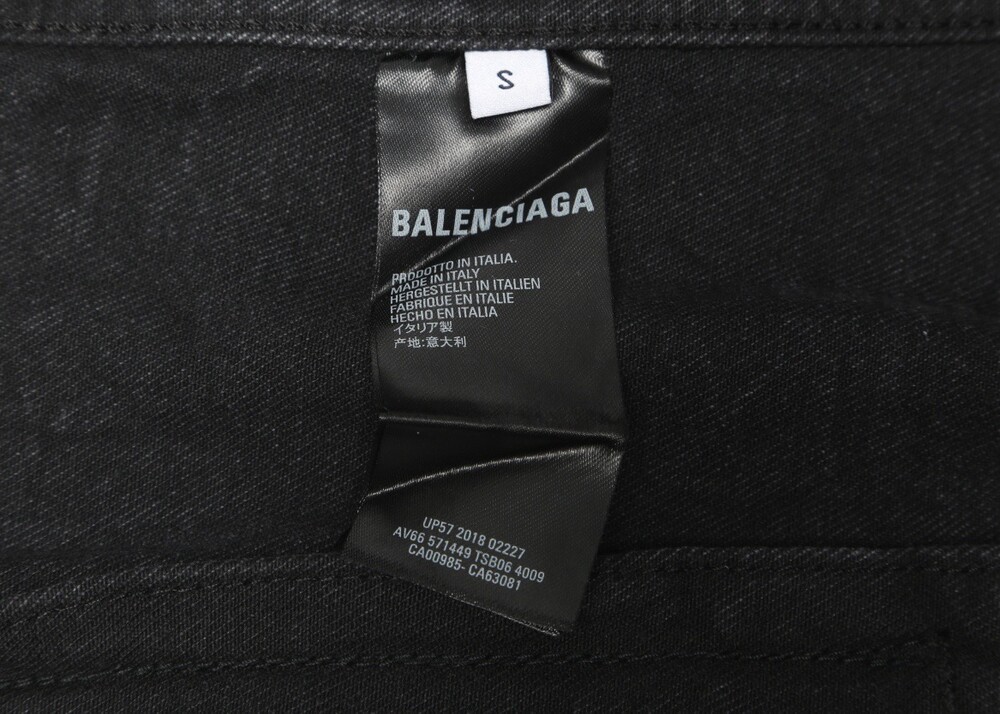 S
BALENCIAGA
PRODOTTO IN ITALIA.
MADE IN ITALY
HERGESTELLT IN ITALIEN
FABRIQUE EN ITALIE
HECHO EN ITALIA
イタリア製
产地:意大利
UP57 2018 02227
AV66 571449 TSB06 4009
CA00985- CA63081